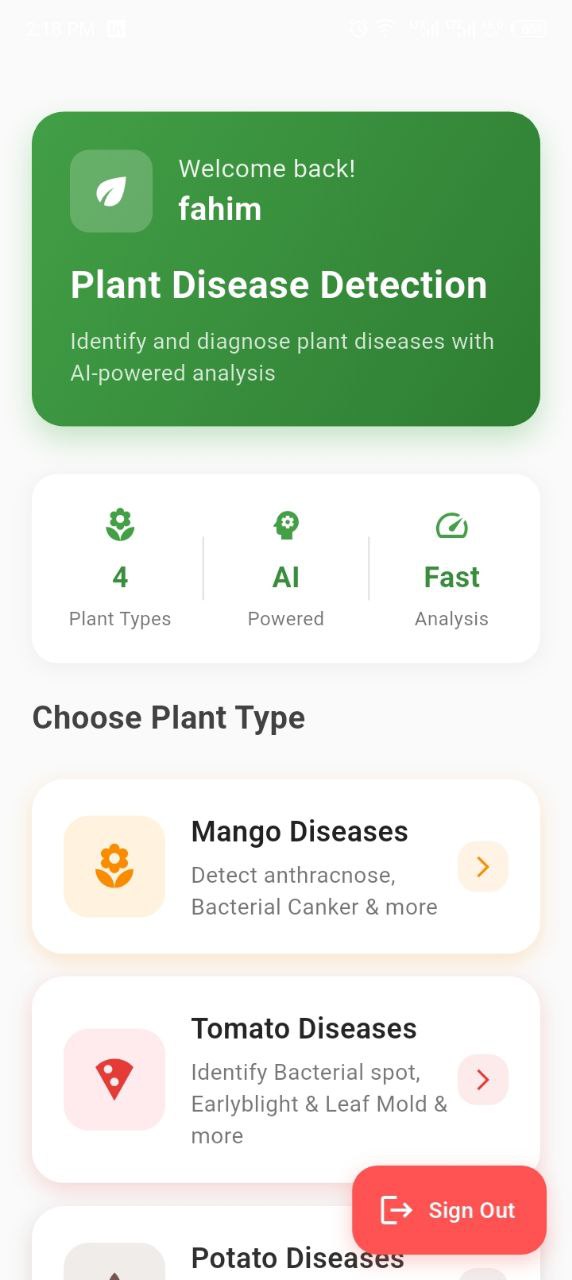 2:18 PM
Welcome back!
fahim
Plant Disease Detection
Identify and diagnose plant diseases with
AI-powered analysis
4
AI
Fast
Plant Types
Powered
Analysis
Choose Plant Type
Mango Diseases
Detect anthracnose,
Bacterial Canker & more
Tomato Diseases
Identify Bacterial spot,
Earlyblight & Leaf Mold &
more
Sign Out
Potato Diseases